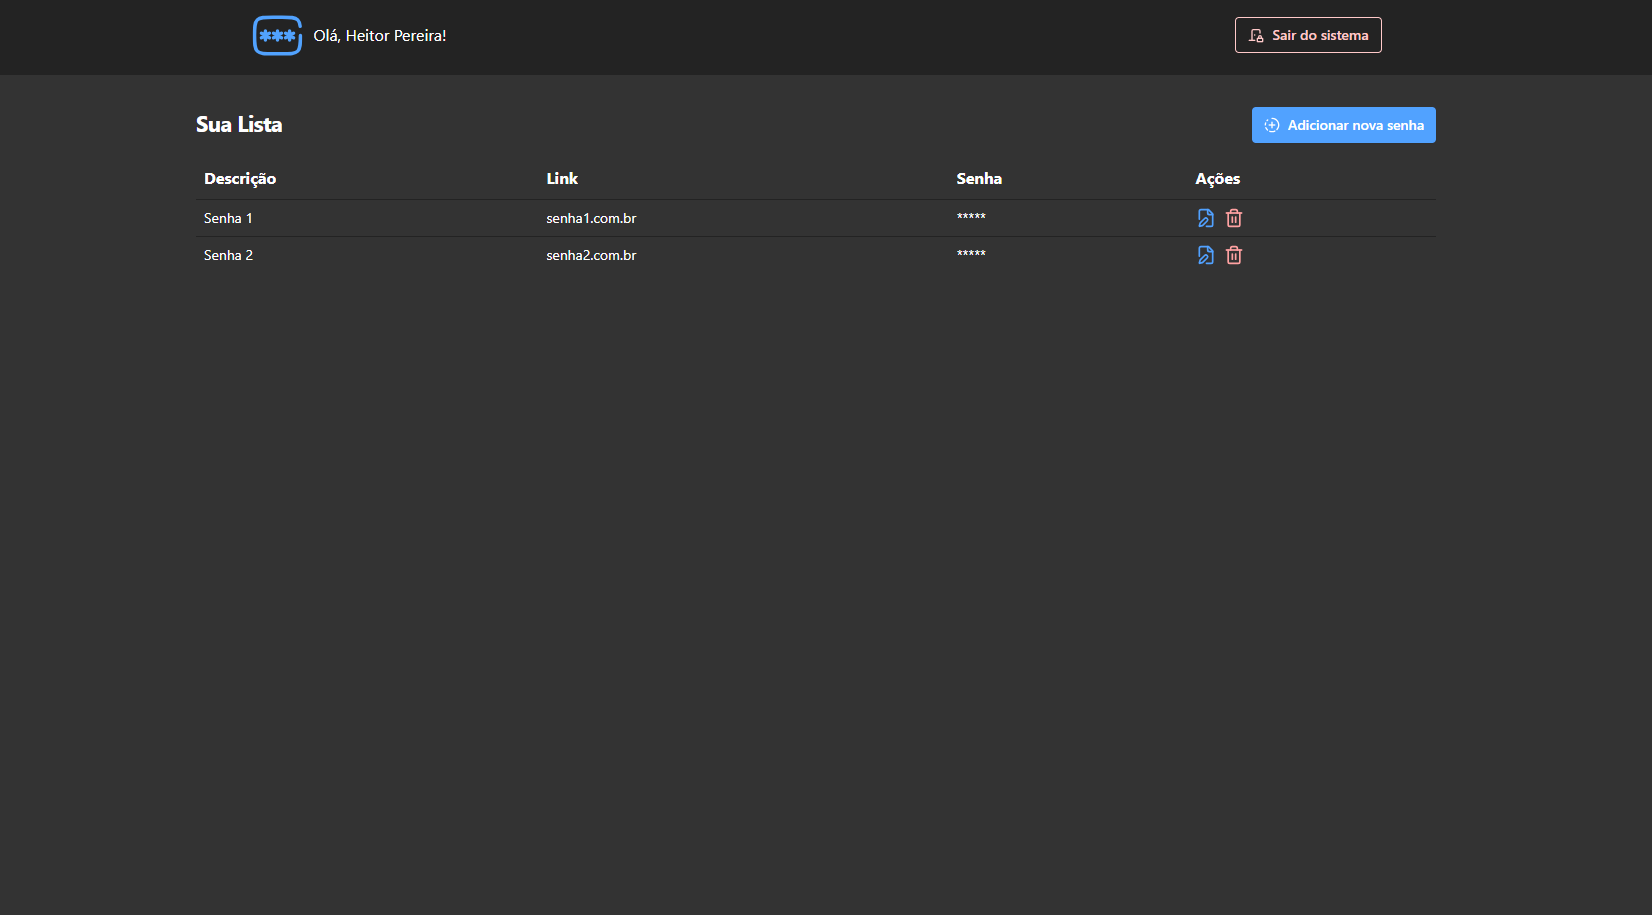 *** Olá, Heitor Pereira! Sair do sistema
Sua Lista Adicionar nova senha
Descrição Link Senha Ações
Senha 1 senha1.com.br *****
Senha 2 senha2.com.br *****